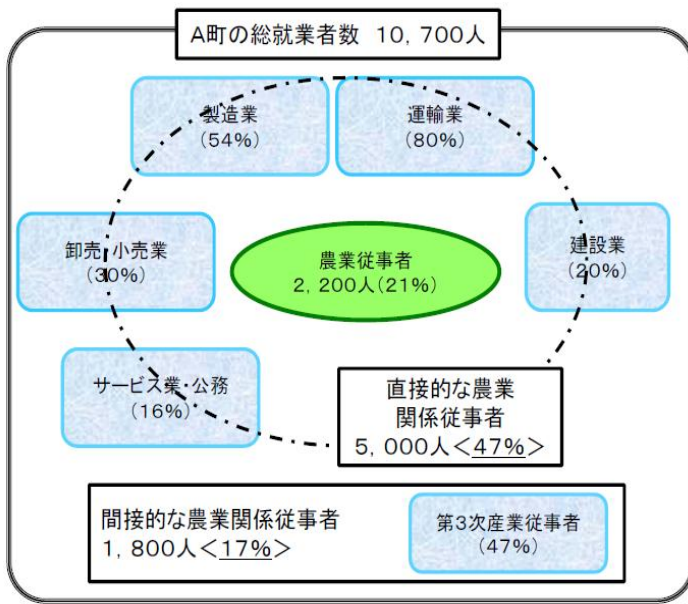 A町の総就業者数 10,700人
製造業
(54%)
運輸業
(80%)
卸売・小売業
(30%)
農業従事者
2,200人(21%)
建設業
(20%)
サービス業・公務
(16%)
直接的な農業
関係従事者
5,000人<47%>
間接的な農業関係従事者
1,800人<17%>
第3次産業従事者
(47%)